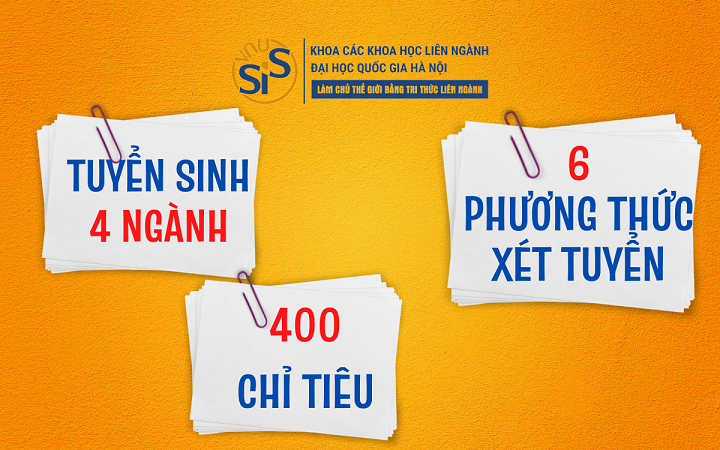 SiS
KHOA CÁC KHOA HỌC LIÊN NGÀNH
ĐẠI HỌC QUỐC GIA HÀ NỘI
LÀM CHỦ THẾ GIỚI BẰNG TRI THỨC LIÊN NGÀNH
TUYỂN SINH
4 NGÀNH
6
PHƯƠNG THỨC
XÉT TUYỂN
400
CHỈ TIÊU